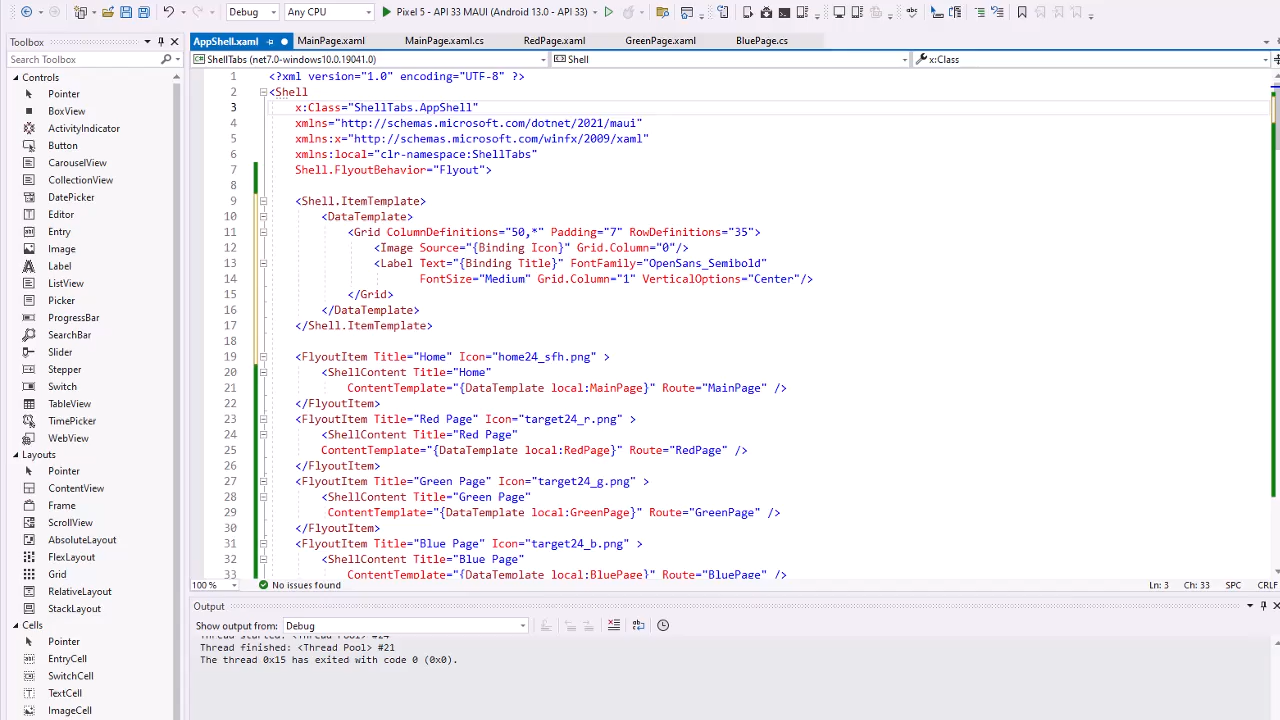 Debug Any CPU Pixel 5 - API 33 MAUI (Android 13.0 - API 33)
Toolbox
AppShell.xaml MainPage.xaml MainPage.xaml.cs RedPage.xaml GreenPage.xaml BluePage.cs
Search Toolbox
ShellTabs (net7.0-windows10.0.19041.0) Shell x:Class
Controls
Pointer
BoxView
ActivityIndicator
Button
CarouselView
CollectionView
DatePicker
Editor
Entry
Image
Label
ListView
Picker
ProgressBar
SearchBar
Slider
Stepper
Switch
TableView
TimePicker
WebView
Layouts
Pointer
ContentView
Frame
ScrollView
AbsoluteLayout
FlexLayout
Grid
RelativeLayout
StackLayout
Cells
Pointer
EntryCell
SwitchCell
TextCell
ImageCell
1 <?xml version="1.0" encoding="UTF-8" ?>
2 <Shell
3 x:Class="ShellTabs.AppShell"
4 xmlns="http://schemas.microsoft.com/dotnet/2021/maui"
5 xmlns:x="http://schemas.microsoft.com/winfx/2009/xaml"
6 xmlns:local="clr-namespace:ShellTabs"
7 Shell.FlyoutBehavior="Flyout">
8
9 <Shell.ItemTemplate>
10 <DataTemplate>
11 <Grid ColumnDefinitions="50,*" Padding="7" RowDefinitions="35">
12 <Image Source="{Binding Icon}" Grid.Column="0"/>
13 <Label Text="{Binding Title}" FontFamily="OpenSans_Semibold"
14 FontSize="Medium" Grid.Column="1" VerticalOptions="Center"/>
15 </Grid>
16 </DataTemplate>
17 </Shell.ItemTemplate>
18
19 <FlyoutItem Title="Home" Icon="home24_sfh.png" >
20 <ShellContent Title="Home"
21 ContentTemplate="{DataTemplate local:MainPage}" Route="MainPage" />
22 </FlyoutItem>
23 <FlyoutItem Title="Red Page" Icon="target24_r.png" >
24 <ShellContent Title="Red Page"
25 ContentTemplate="{DataTemplate local:RedPage}" Route="RedPage" />
26 </FlyoutItem>
27 <FlyoutItem Title="Green Page" Icon="target24_g.png" >
28 <ShellContent Title="Green Page"
29 ContentTemplate="{DataTemplate local:GreenPage}" Route="GreenPage" />
30 </FlyoutItem>
31 <FlyoutItem Title="Blue Page" Icon="target24_b.png" >
32 <ShellContent Title="Blue Page"
33 ContentTemplate="{DataTemplate local:BluePage}" Route="BluePage" />
100 % No issues found Ln: 3 Ch: 33 SPC CRLF
Output
Show output from: Debug
Thread started: <Thread Pool> #24
Thread finished: <Thread Pool> #21
The thread 0x15 has exited with code 0 (0x0).